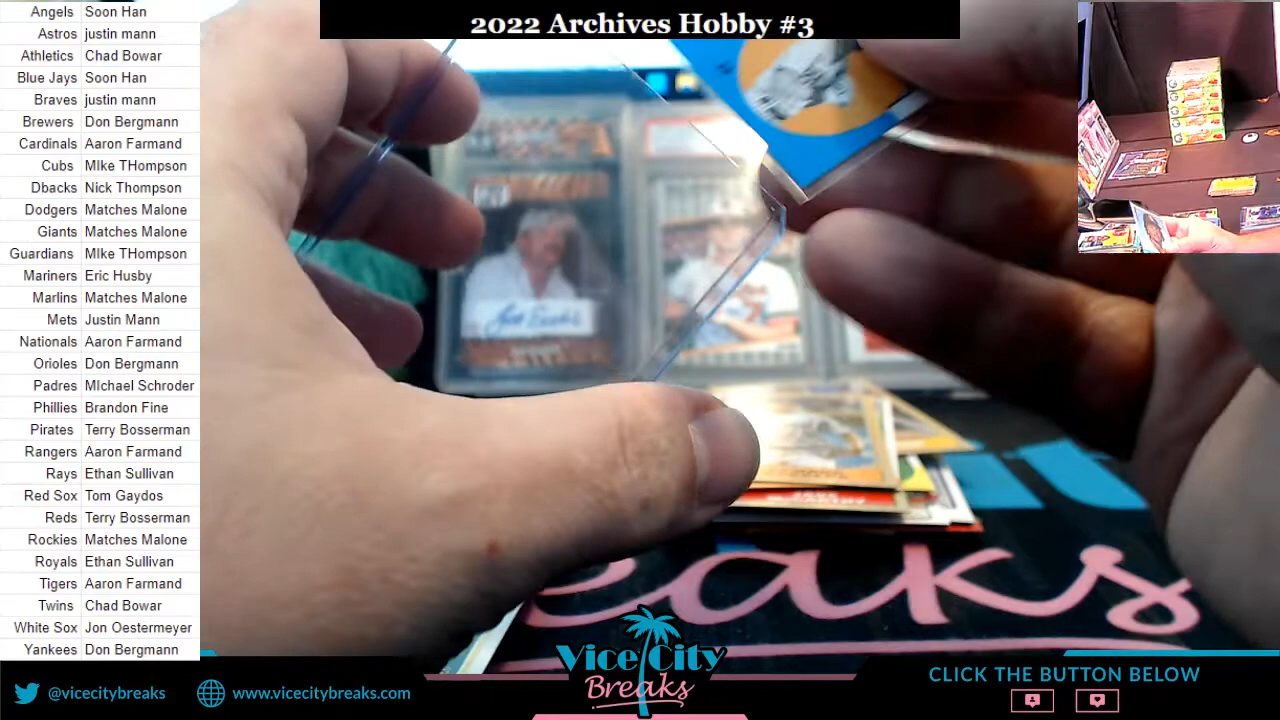 2022 Archives Hobby #3
Angels Soon Han
Astros justin mann
Athletics Chad Bowar
Blue Jays Soon Han
Braves justin mann
Brewers Don Bergmann
Cardinals Aaron Farmand
Cubs MIke THompson
Dbacks Nick Thompson
Dodgers Matches Malone
Giants Matches Malone
Guardians MIke THompson
Mariners Eric Husby
Marlins Matches Malone
Mets Justin Mann
Nationals Aaron Farmand
Orioles Don Bergmann
Padres MIchael Schroder
Phillies Brandon Fine
Pirates Terry Bosserman
Rangers Aaron Farmand
Rays Ethan Sullivan
Red Sox Tom Gaydos
Reds Terry Bosserman
Rockies Matches Malone
Royals Ethan Sullivan
Tigers Aaron Farmand
Twins Chad Bowar
White Sox Jon Oestermeyer
Yankees Don Bergmann
eaks
Vice City
Breaks
@vicecitybreaks
www.vicecitybreaks.com
CLICK THE BUTTON BELOW